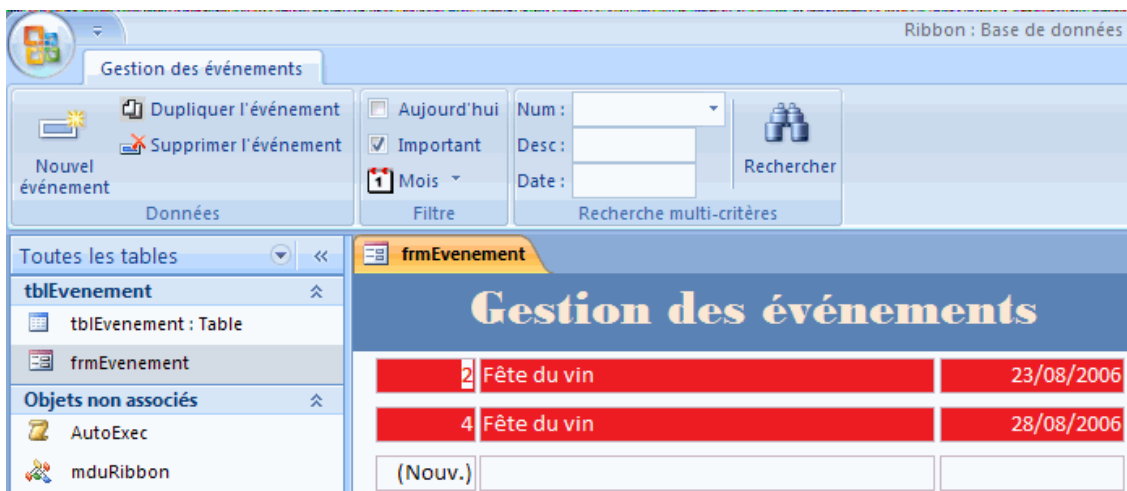 Ribbon : Base de données
Gestion des événements
Nouvel
événement
Dupliquer l'événement
Supprimer l'événement
Données
Aujourd'hui
Important
1 Mois
Filtre
Num :
Desc :
Date :
Rechercher
Recherche multi-critères
Toutes les tables
tblEvenement
tblEvenement : Table
frmEvenement
Objets non associés
AutoExec
mduRibbon
frmEvenement
Gestion des événements
2 Fête du vin 23/08/2006
4 Fête du vin 28/08/2006
(Nouv.)